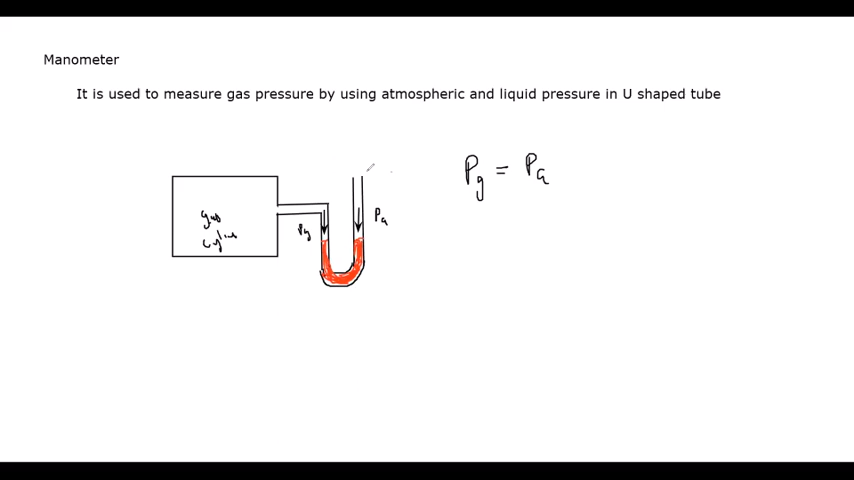 Manometer
It is used to measure gas pressure by using atmospheric and liquid pressure in U shaped tube
Pg = Pa
gas
Pg
Pa